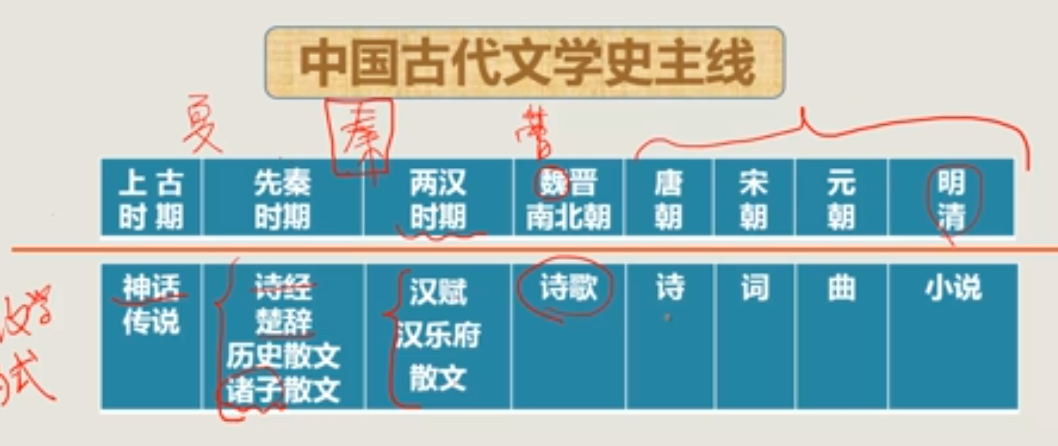 中国古代文学史主线
夏
秦
上古
时期
先秦
时期
两汉
时期
魏晋
南北朝
唐
朝
宋
朝
元
朝
明
清
神话
传说
诗经
楚辞
历史散文
诸子散文
汉赋
汉乐府
散文
诗歌
诗
词
曲
小说
文学